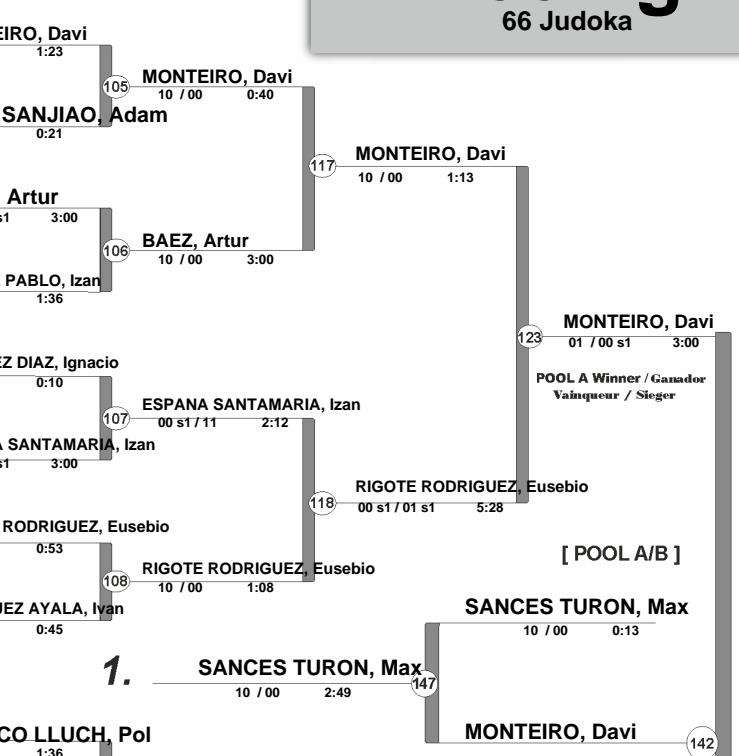 66 Judoka
EIRO, Davi
1:23
105
MONTEIRO, Davi
10 / 00 0:40
SANJIAO, Adam
0:21
117
MONTEIRO, Davi
10 / 00 1:13
Artur
s1 3:00
106
BAEZ, Artur
10 / 00 3:00
PABLO, Izan
1:36
123
MONTEIRO, Davi
01 / 00 s1 3:00
POOL A Winner / Ganador
Vainqueur / Sieger
EZ DIAZ, Ignacio
0:10
107
ESPANA SANTAMARIA, Izan
00 s1 / 11 2:12
A SANTAMARIA, Izan
s1 3:00
118
RIGOTE RODRIGUEZ, Eusebio
00 s1 / 01 s1 5:28
RODRIGUEZ, Eusebio
0:53
108
RIGOTE RODRIGUEZ, Eusebio
10 / 00 1:08
UEZ AYALA, Ivan
0:45
[ POOL A/B ]
SANCES TURON, Max
10 / 00 0:13
1.
SANCES TURON, Max
10 / 00 2:49
147
MONTEIRO, Davi
142
CO LLUCH, Pol
1:36